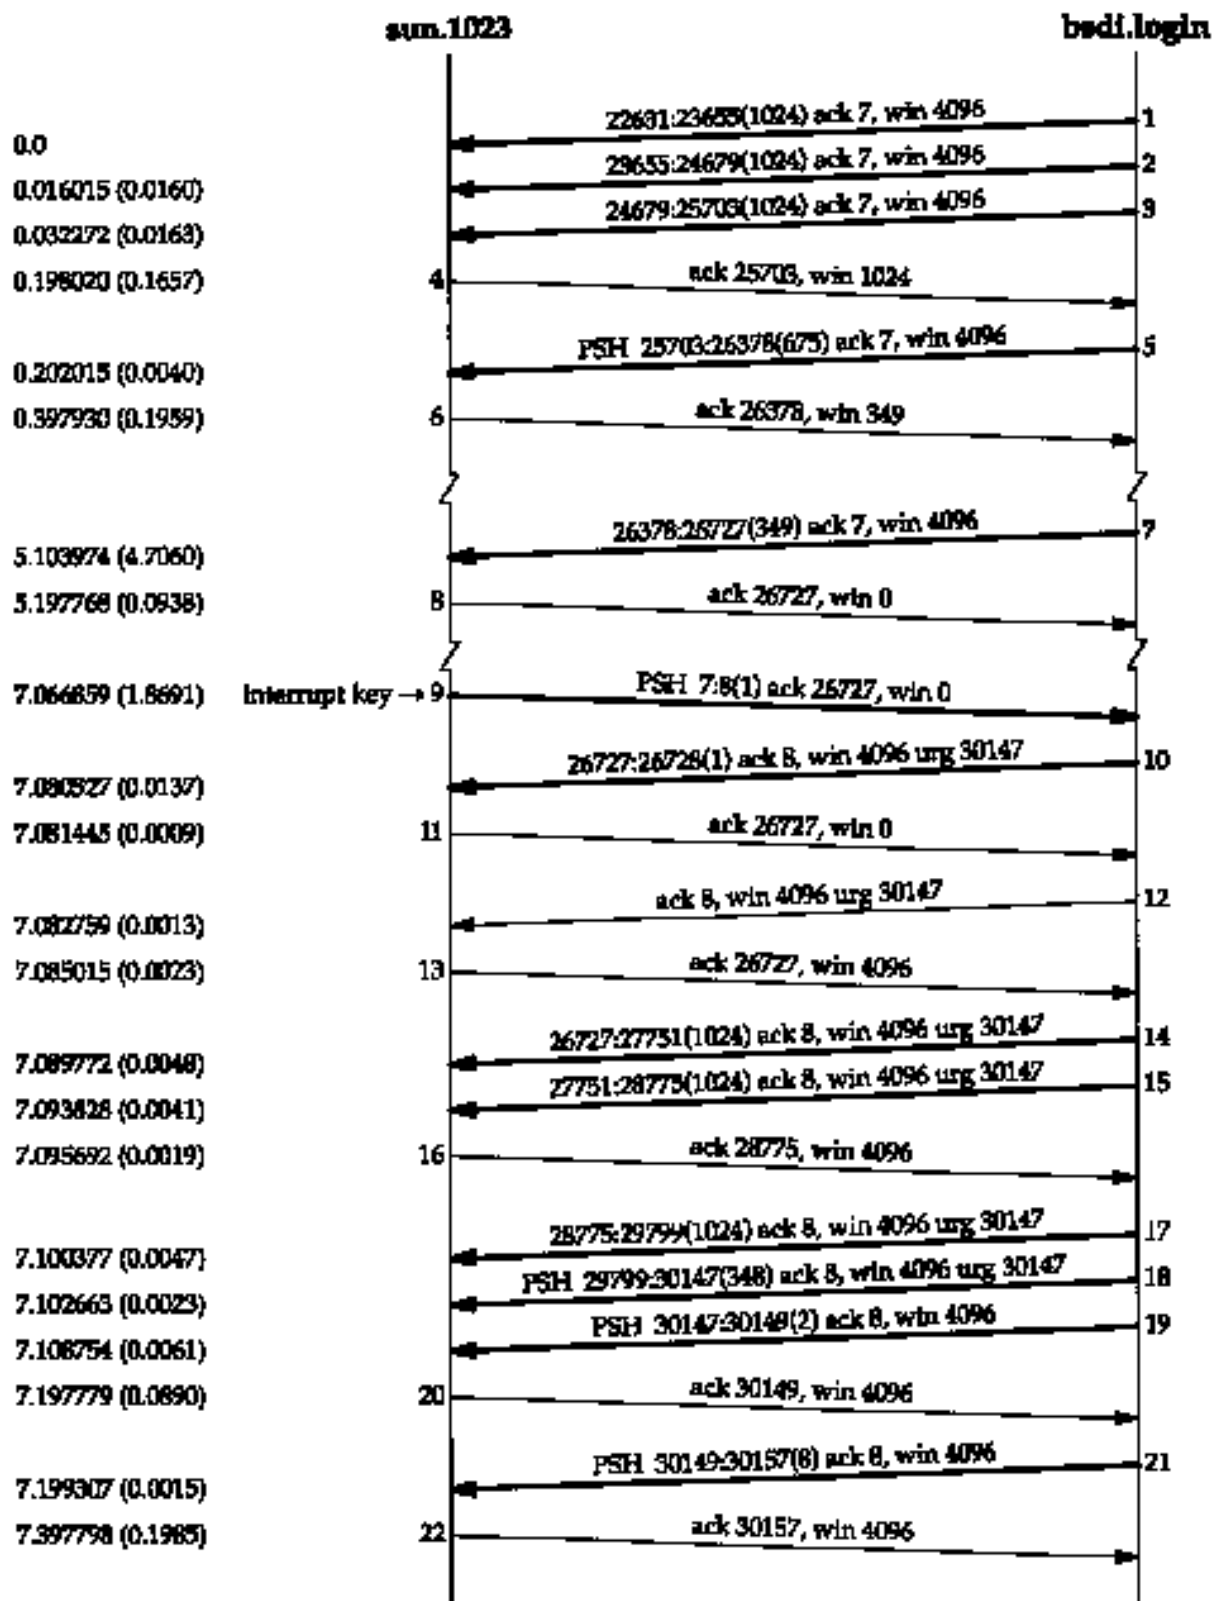 sun.1023 bsdi.login
22631:23655(1024) ack 7, win 4096 1
0.0
23655:24679(1024) ack 7, win 4096 2
0.016015 (0.0160)
24679:25703(1024) ack 7, win 4096 3
0.032272 (0.0163)
0.198020 (0.1657) 4 ack 25703, win 1024
PSH 25703:26378(675) ack 7, win 4096 5
0.202015 (0.0040)
0.397930 (0.1959) 6 ack 26378, win 349
26378:26727(349) ack 7, win 4096 7
5.103974 (4.7060)
5.197768 (0.0938) 8 ack 26727, win 0
7.066859 (1.8691) Interrupt key → 9 PSH 7:8(1) ack 26727, win 0
26727:26728(1) ack 8, win 4096 urg 30147 10
7.080527 (0.0137)
7.081445 (0.0009) 11 ack 26727, win 0
ack 8, win 4096 urg 30147 12
7.082759 (0.0013)
7.085015 (0.0023) 13 ack 26727, win 4096
26727:27751(1024) ack 8, win 4096 urg 30147 14
7.089772 (0.0048)
27751:28775(1024) ack 8, win 4096 urg 30147 15
7.093828 (0.0041)
7.095692 (0.0019) 16 ack 28775, win 4096
28775:29799(1024) ack 8, win 4096 urg 30147 17
7.100377 (0.0047)
PSH 29799:30147(348) ack 8, win 4096 urg 30147 18
7.102663 (0.0023)
PSH 30147:30149(2) ack 8, win 4096 19
7.108754 (0.0061)
7.197779 (0.0890) 20 ack 30149, win 4096
PSH 30149:30157(8) ack 8, win 4096 21
7.199307 (0.0015)
7.397798 (0.1985) 22 ack 30157, win 4096